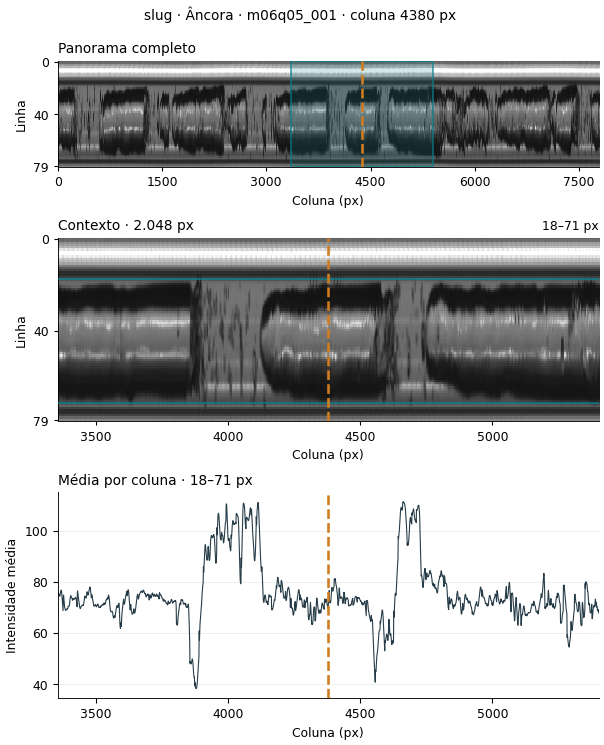 slug · Âncora · m06q05_001 · coluna 4380 px
Panorama completo
0
40
79
Linha
0 1500 3000 4500 6000 7500
Coluna (px)
Contexto · 2.048 px
18–71 px
0
40
79
Linha
3500 4000 4500 5000
Coluna (px)
Média por coluna · 18–71 px
100
80
60
40
Intensidade média
3500 4000 4500 5000
Coluna (px)